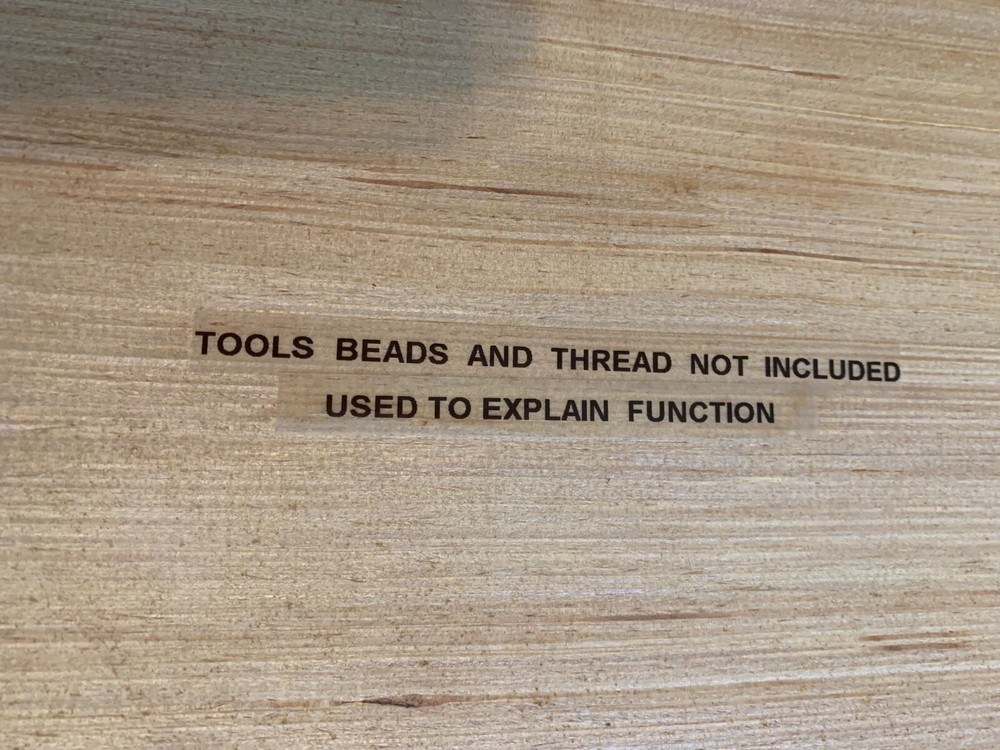 TOOLS BEADS AND THREAD NOT INCLUDED
USED TO EXPLAIN FUNCTION